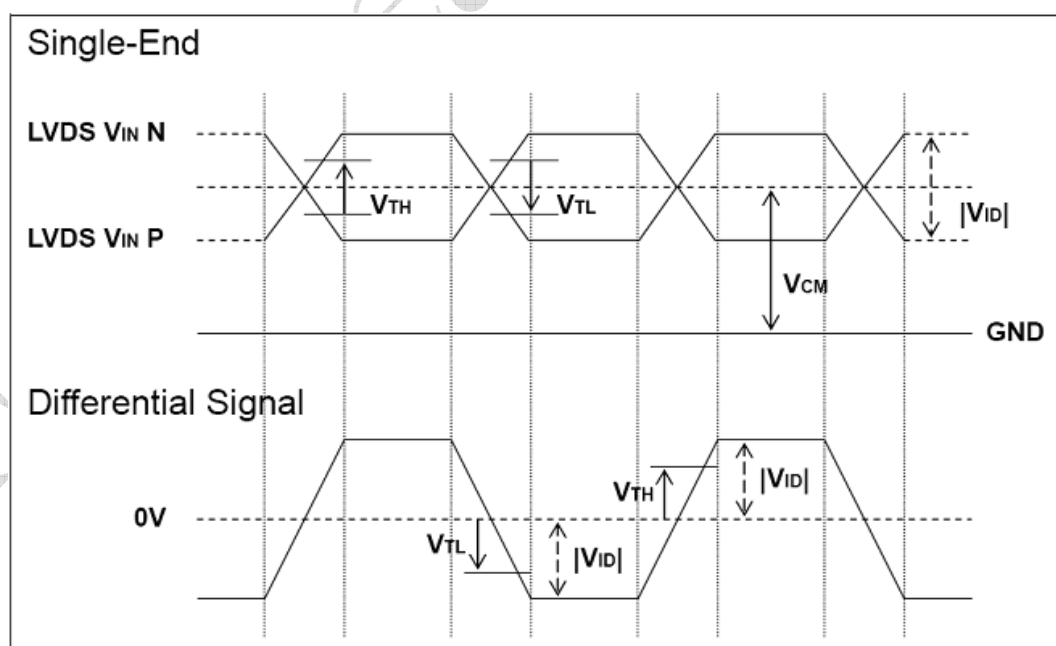 Single-End
LVDS VIN N
VTH
VTL
|VID|
LVDS VIN P
VCM
GND
Differential Signal
VTH
|VID|
0V
VTL
|VID|